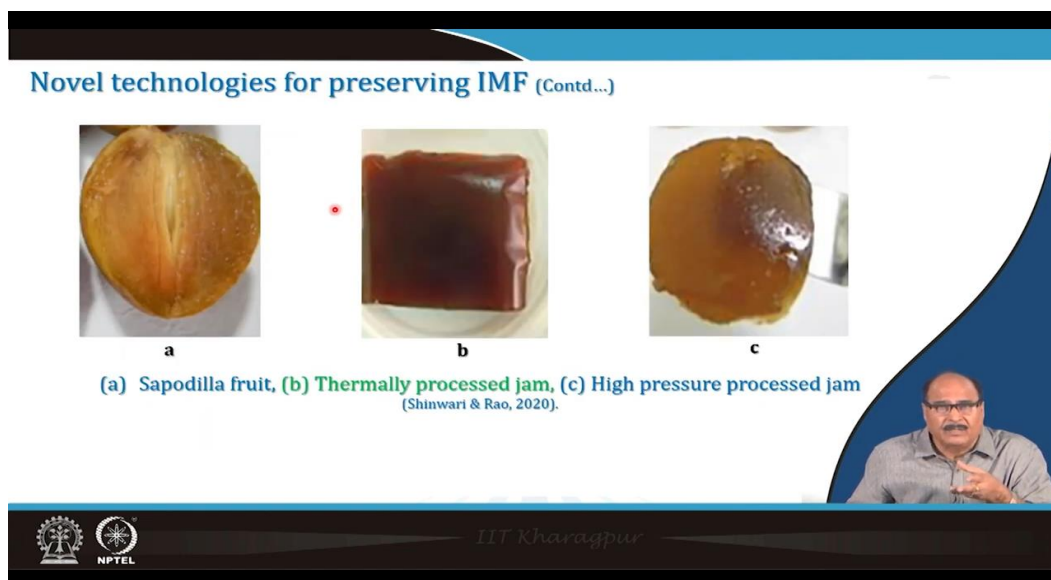 Novel technologies for preserving IMF (Contd...)
a
b
c
(a) Sapodilla fruit, (b) Thermally processed jam, (c) High pressure processed jam
(Shinwari & Rao, 2020).
NPTEL
IIT Kharagpur